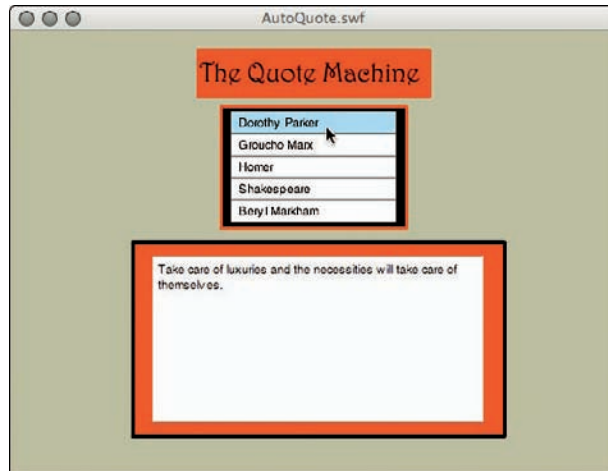 AutoQuote.swf
The Quote Machine
Dorothy Parker
Groucho Marx
Homer
Shakespeare
Beryl Markham
Take care of luxuries and the necessities will take care of
themselves.